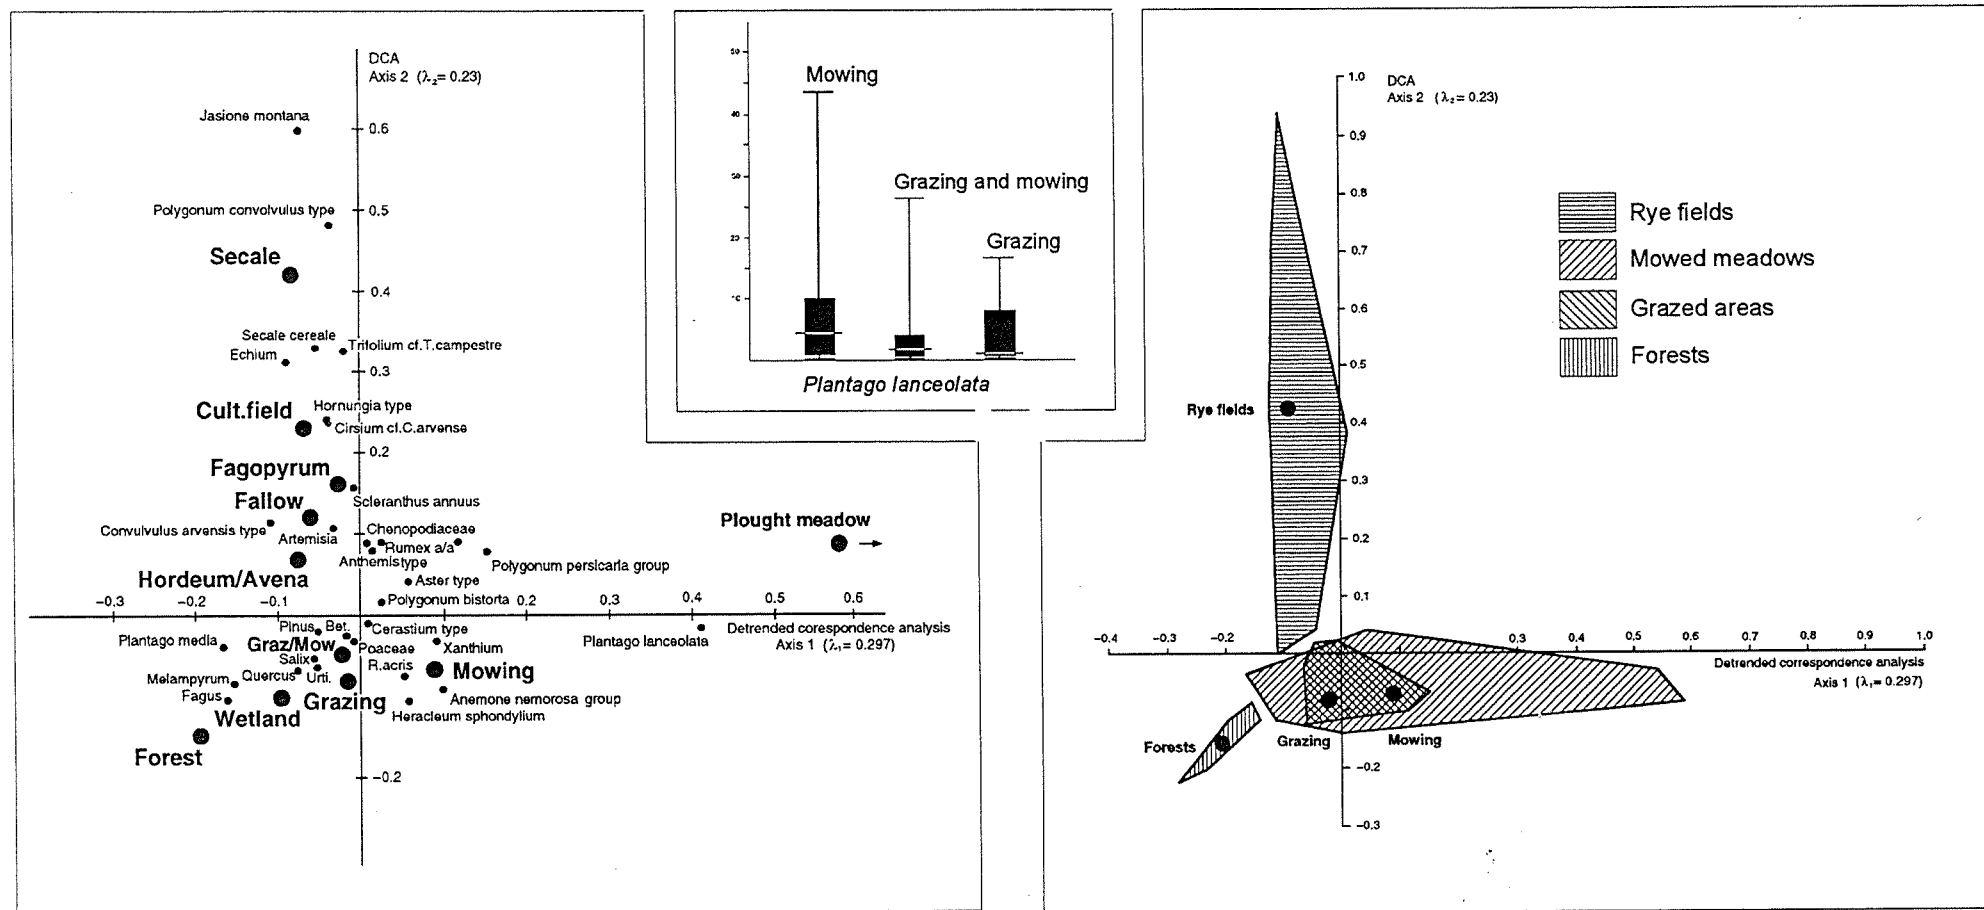 DCA
Axis 2 (λ₂= 0.23)
Jasione montana
0.6
Polygonum convolvulus type
0.5
Secale
0.4
Secale cereale
Trifolium cf.T.campestre
Echium
0.3
Cult.field
Hornungia type
Cirsium cf.C.arvense
0.2
Fagopyrum
Scleranthus annuus
Fallow
Convulvulus arvensis type
Artemisia
Chenopodiaceae
Rumex a/a
Anthemistype
Plought meadow
Polygonum persicaria group
Hordeum/Avena
Aster type
Polygonum bistorta
−0.3
−0.2
−0.1
0.2
0.3
0.4
0.5
0.6
Pinus
Bet.
Cerastium type
Plantago media
Graz/Mow
Poaceae
Xanthium
Plantago lanceolata
Detrended corespondence analysis
Axis 1 (λ₁= 0.297)
Salix
R.acris
Mowing
Melampyrum
Quercus
Urti.
Fagus
Grazing
Anemone nemorosa group
Wetland
Heracleum sphondylium
Forest
−0.2
50
Mowing
40
30
Grazing and mowing
20
Grazing
10
Plantago lanceolata
1.0
DCA
Axis 2 (λ₂= 0.23)
0.9
0.8
0.7
0.6
0.5
0.4
0.3
0.2
0.1
Rye fields
Mowed meadows
Grazed areas
Forests
Rye fields
-0.4
-0.3
-0.2
-0.1
0.3
0.4
0.5
0.6
0.7
0.8
0.9
1.0
Detrended correspondence analysis
Axis 1 (λ₁= 0.297)
Forests
Grazing
Mowing
−0.2
−0.3